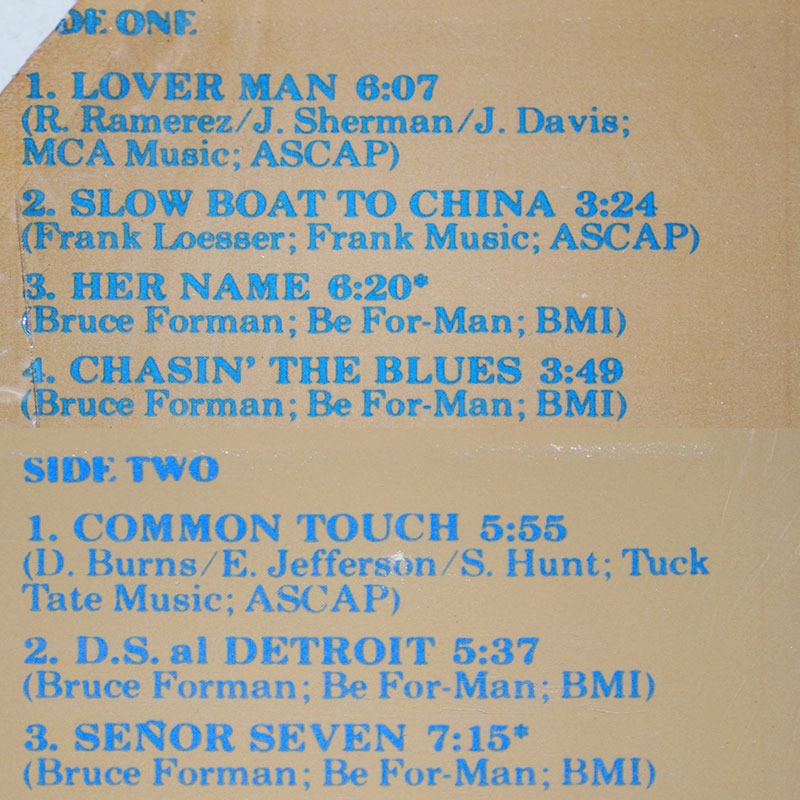 SIDE ONE
1. LOVER MAN 6:07
(R. Ramerez/J. Sherman/J. Davis;
MCA Music; ASCAP)
2. SLOW BOAT TO CHINA 3:24
(Frank Loesser; Frank Music; ASCAP)
3. HER NAME 6:20*
(Bruce Forman; Be For-Man; BMI)
4. CHASIN' THE BLUES 3:49
(Bruce Forman; Be For-Man; BMI)
SIDE TWO
1. COMMON TOUCH 5:55
(D. Burns/E. Jefferson/S. Hunt; Tuck
Tate Music; ASCAP)
2. D.S. al DETROIT 5:37
(Bruce Forman; Be For-Man; BMI)
3. SEÑOR SEVEN 7:15*
(Bruce Forman; Be For-Man; BMI)